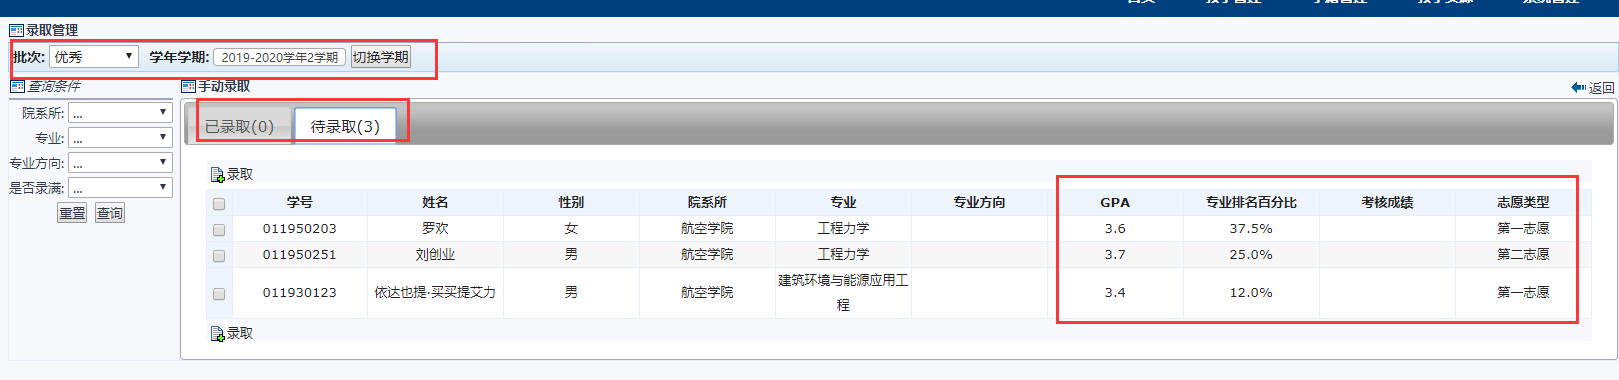 录取管理
批次: 优秀 学年学期: 2019-2020学年2学期 切换学期
查询条件
院系所: ...
专业: ...
专业方向: ...
是否录满: ...
重置 查询
手动录取 返回
已录取(0) 待录取(3)
录取
学号 姓名 性别 院系所 专业 专业方向 GPA 专业排名百分比 考核成绩 志愿类型
011950203 罗欢 女 航空学院 工程力学 3.6 37.5% 第一志愿
011950251 刘创业 男 航空学院 工程力学 3.7 25.0% 第二志愿
011930123 依达也提·买买提艾力 男 航空学院 建筑环境与能源应用工程 3.4 12.0% 第一志愿
录取